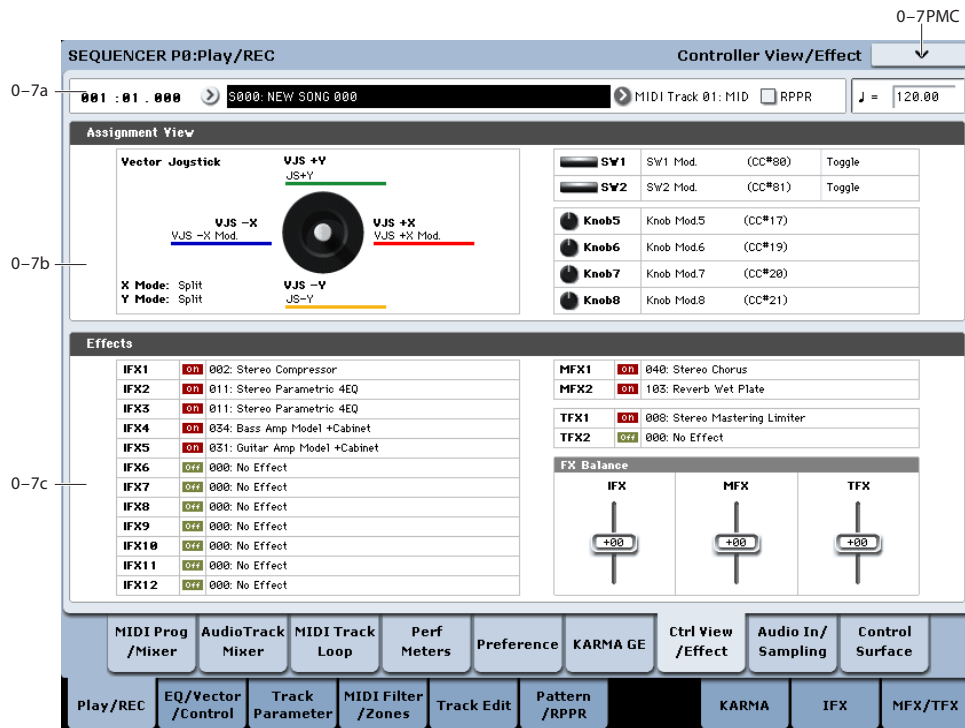 0–7PMC
SEQUENCER P0:Play/REC Controller View/Effect
0–7a
001 :01 . 000 S000: NEW SONG 000 MIDI Track 01: MID RPPR ♩ = 120.00
Assignment View
Vector Joystick
VJS +Y
JS+Y
VJS –X
VJS –X Mod.
VJS +X
VJS +X Mod.
X Mode: Split
Y Mode: Split
VJS –Y
JS–Y
0–7b
SW1 SW1 Mod. (CC#80) Toggle
SW2 SW2 Mod. (CC#81) Toggle
Knob5 Knob Mod.5 (CC#17)
Knob6 Knob Mod.6 (CC#19)
Knob7 Knob Mod.7 (CC#20)
Knob8 Knob Mod.8 (CC#21)
Effects
IFX1 On 002: Stereo Compressor
IFX2 On 011: Stereo Parametric 4EQ
IFX3 On 011: Stereo Parametric 4EQ
IFX4 On 034: Bass Amp Model +Cabinet
IFX5 On 031: Guitar Amp Model +Cabinet
IFX6 Off 000: No Effect
0–7c
IFX7 Off 000: No Effect
IFX8 Off 000: No Effect
IFX9 Off 000: No Effect
IFX10 Off 000: No Effect
IFX11 Off 000: No Effect
IFX12 Off 000: No Effect
MFX1 On 040: Stereo Chorus
MFX2 On 103: Reverb Wet Plate
TFX1 On 008: Stereo Mastering Limiter
TFX2 Off 000: No Effect
FX Balance
IFX MFX TFX
+00 +00 +00
MIDI Prog
/Mixer
AudioTrack
Mixer
MIDI Track
Loop
Perf
Meters
Preference
KARMA GE
Ctrl View
/Effect
Audio In/
Sampling
Control
Surface
Play/REC
EQ/Vector
/Control
Track
Parameter
MIDI Filter
/Zones
Track Edit
Pattern
/RPPR
KARMA
IFX
MFX/TFX